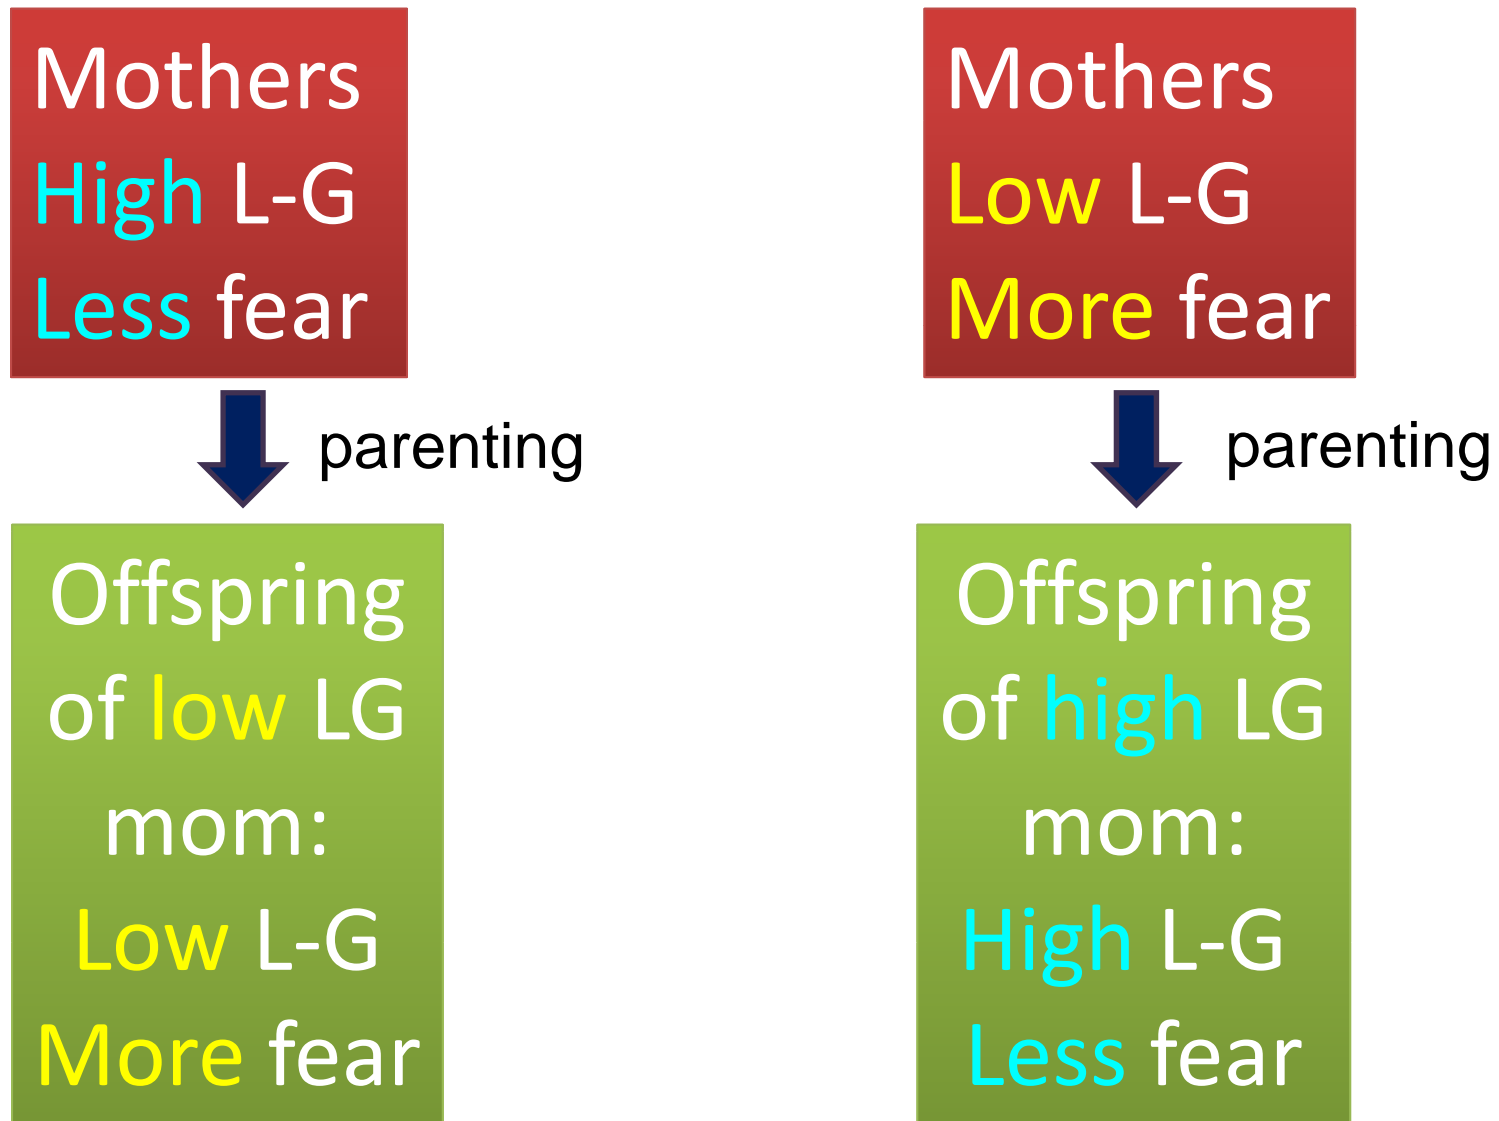 Mothers
High L-G
Less fear
parenting
Offspring
of low LG
mom:
Low L-G
More fear
Mothers
Low L-G
More fear
parenting
Offspring
of high LG
mom:
High L-G
Less fear